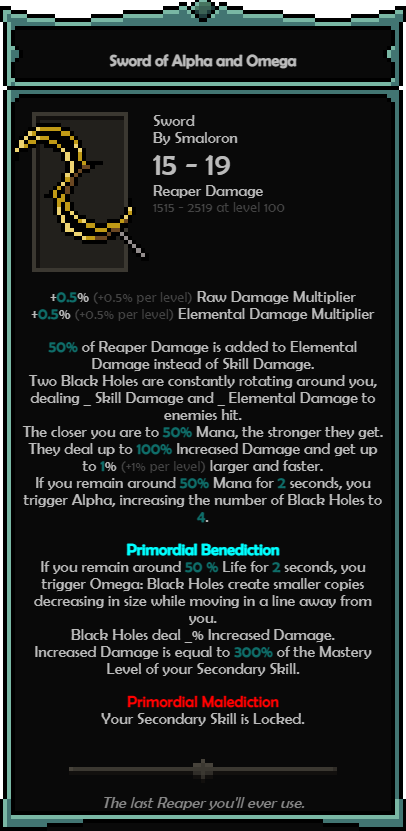 Sword of Alpha and Omega
Sword
By Smaloron
15 - 19
Reaper Damage
1515 - 2519 at level 100
+0.5% (+0.5% per level) Raw Damage Multiplier
+0.5% (+0.5% per level) Elemental Damage Multiplier
50% of Reaper Damage is added to Elemental
Damage instead of Skill Damage.
Two Black Holes are constantly rotating around you,
dealing _ Skill Damage and _ Elemental Damage to
enemies hit.
The closer you are to 50% Mana, the stronger they get.
They deal up to 100% Increased Damage and get up
to 1% (+1% per level) larger and faster.
If you remain around 50% Mana for 2 seconds, you
trigger Alpha, increasing the number of Black Holes to
4.
Primordial Benediction
If you remain around 50 % Life for 2 seconds, you
trigger Omega: Black Holes create smaller copies
decreasing in size while moving in a line away from
you.
Black Holes deal _% Increased Damage.
Increased Damage is equal to 300% of the Mastery
Level of your Secondary Skill.
Primordial Malediction
Your Secondary Skill is Locked.
The last Reaper you'll ever use.